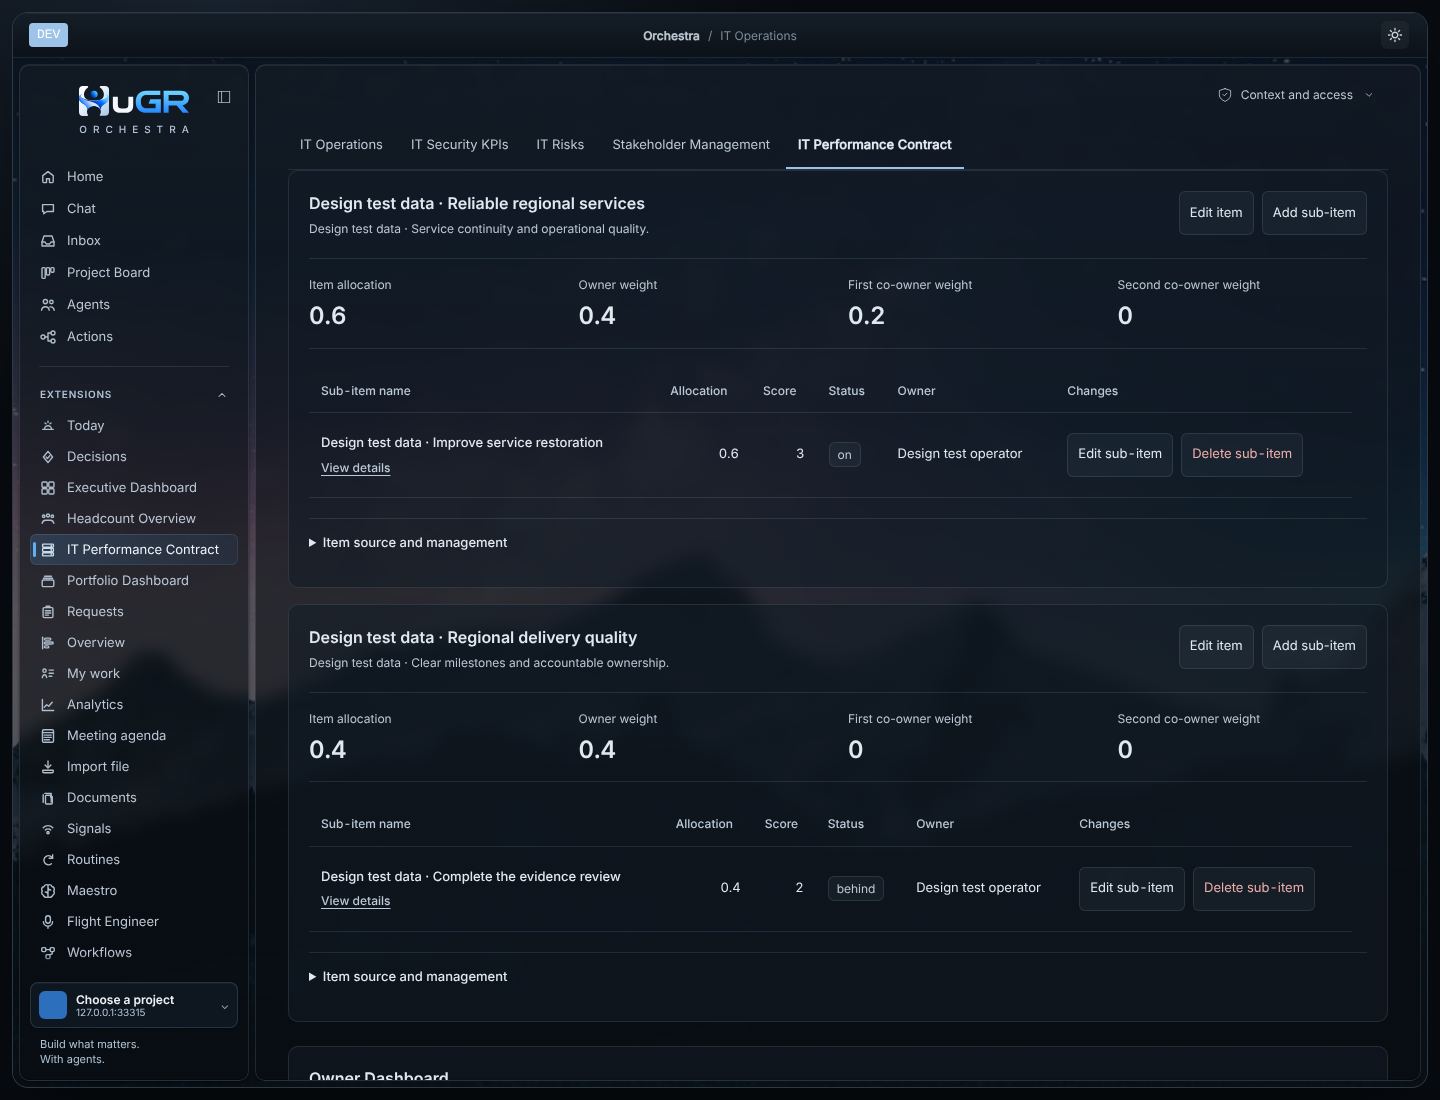 DEV
Orchestra / IT Operations
HuGR
ORCHESTRA
Context and access
Home
Chat
Inbox
Project Board
Agents
Actions
EXTENSIONS
Today
Decisions
Executive Dashboard
Headcount Overview
IT Performance Contract
Portfolio Dashboard
Requests
Overview
My work
Analytics
Meeting agenda
Import file
Documents
Signals
Routines
Maestro
Flight Engineer
Workflows
Choose a project
127.0.0.1:33315
Build what matters.
With agents.
IT Operations IT Security KPIs IT Risks Stakeholder Management IT Performance Contract
Design test data · Reliable regional services
Design test data · Service continuity and operational quality.
Edit item Add sub-item
Item allocation Owner weight First co-owner weight Second co-owner weight
0.6 0.4 0.2 0
Sub-item name Allocation Score Status Owner Changes
Design test data · Improve service restoration
View details
0.6 3 on Design test operator Edit sub-item Delete sub-item
Item source and management
Design test data · Regional delivery quality
Design test data · Clear milestones and accountable ownership.
Edit item Add sub-item
Item allocation Owner weight First co-owner weight Second co-owner weight
0.4 0.4 0 0
Sub-item name Allocation Score Status Owner Changes
Design test data · Complete the evidence review
View details
0.4 2 behind Design test operator Edit sub-item Delete sub-item
Item source and management
Owner Dashboard